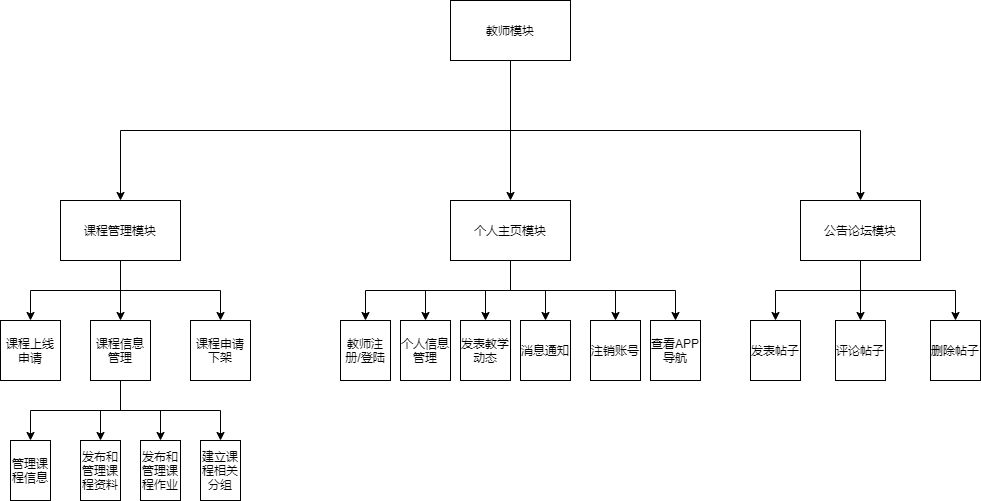 教师模块
课程管理模块
个人主页模块
公告论坛模块
课程上线
申请
课程信息
管理
课程申请
下架
教师注
册/登陆
个人信息
管理
发表教学
动态
消息通知
注销账号
查看APP
导航
发表帖子
评论帖子
删除帖子
管理课
程信息
发布和
管理课
程资料
发布和
管理课
程作业
建立课
程相关
分组